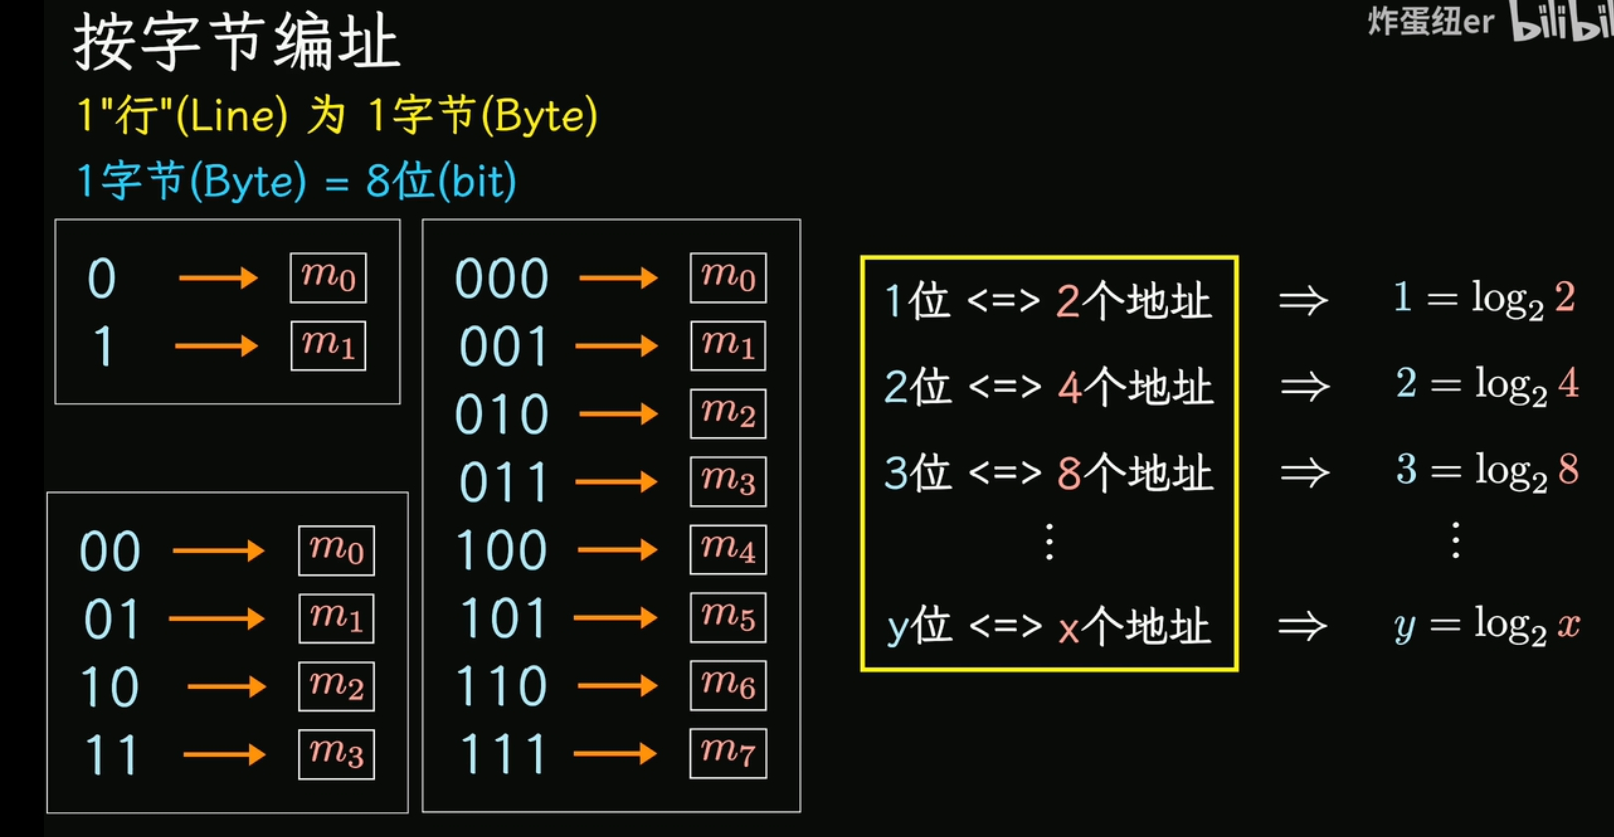 按字节编址
炸蛋纽er bilibil
1"行"(Line) 为 1字节(Byte)
1字节(Byte) = 8位(bit)
0 → m₀
1 → m₁
00 → m₀
01 → m₁
10 → m₂
11 → m₃
000 → m₀
001 → m₁
010 → m₂
011 → m₃
100 → m₄
101 → m₅
110 → m₆
111 → m₇
1位 <=> 2个地址 ⇒ 1 = log₂ 2
2位 <=> 4个地址 ⇒ 2 = log₂ 4
3位 <=> 8个地址 ⇒ 3 = log₂ 8
⋮ ⋮
y位 <=> x个地址 ⇒ y = log₂ x